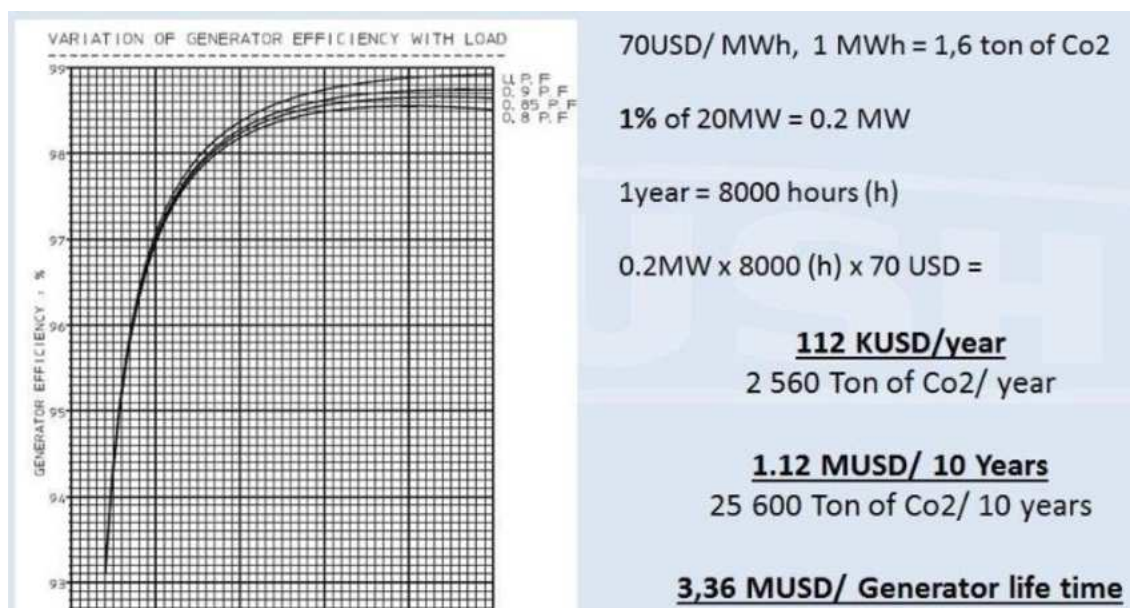 VARIATION OF GENERATOR EFFICIENCY WITH LOAD
99
98
97
96
95
94
93
GENERATOR EFFICIENCY : %
U.P.F
0.9 P.F
0.85 P.F
0.8 P.F
70USD/ MWh, 1 MWh = 1,6 ton of Co2
1% of 20MW = 0.2 MW
1year = 8000 hours (h)
0.2MW x 8000 (h) x 70 USD =
112 KUSD/year
2 560 Ton of Co2/ year
1.12 MUSD/ 10 Years
25 600 Ton of Co2/ 10 years
3,36 MUSD/ Generator life time
USH